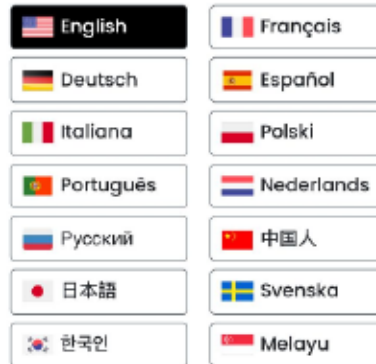 English
Français
Deutsch
Español
Italiana
Polski
Português
Nederlands
Русский
中国人
日本語
Svenska
한국인
Melayu